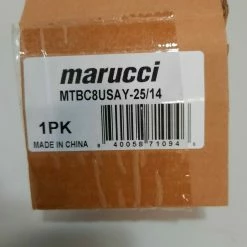 marucci
MTBC8USAY-25/14
1PK
MADE IN CHINA
8 40058 71094